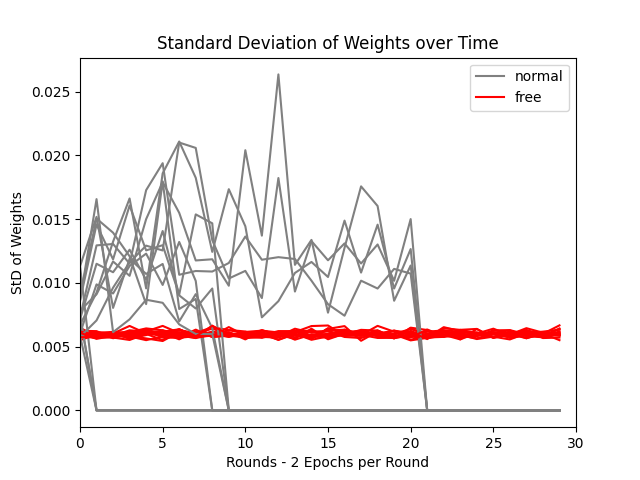 Standard Deviation of Weights over Time
normal
free
StD of Weights
0.025
0.020
0.015
0.010
0.005
0.000
0 5 10 15 20 25 30
Rounds - 2 Epochs per Round